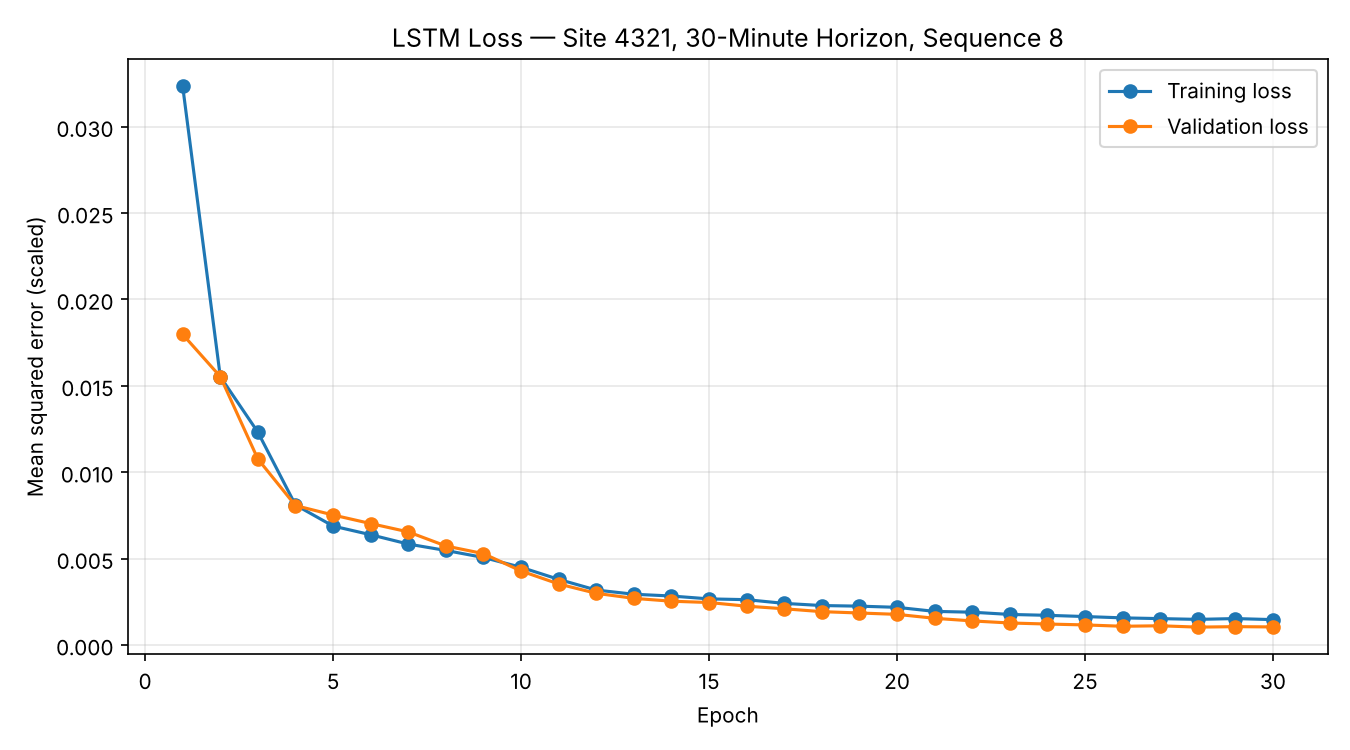 LSTM Loss — Site 4321, 30-Minute Horizon, Sequence 8
Training loss
Validation loss
Mean squared error (scaled)
0.030
0.025
0.020
0.015
0.010
0.005
0.000
0 5 10 15 20 25 30
Epoch